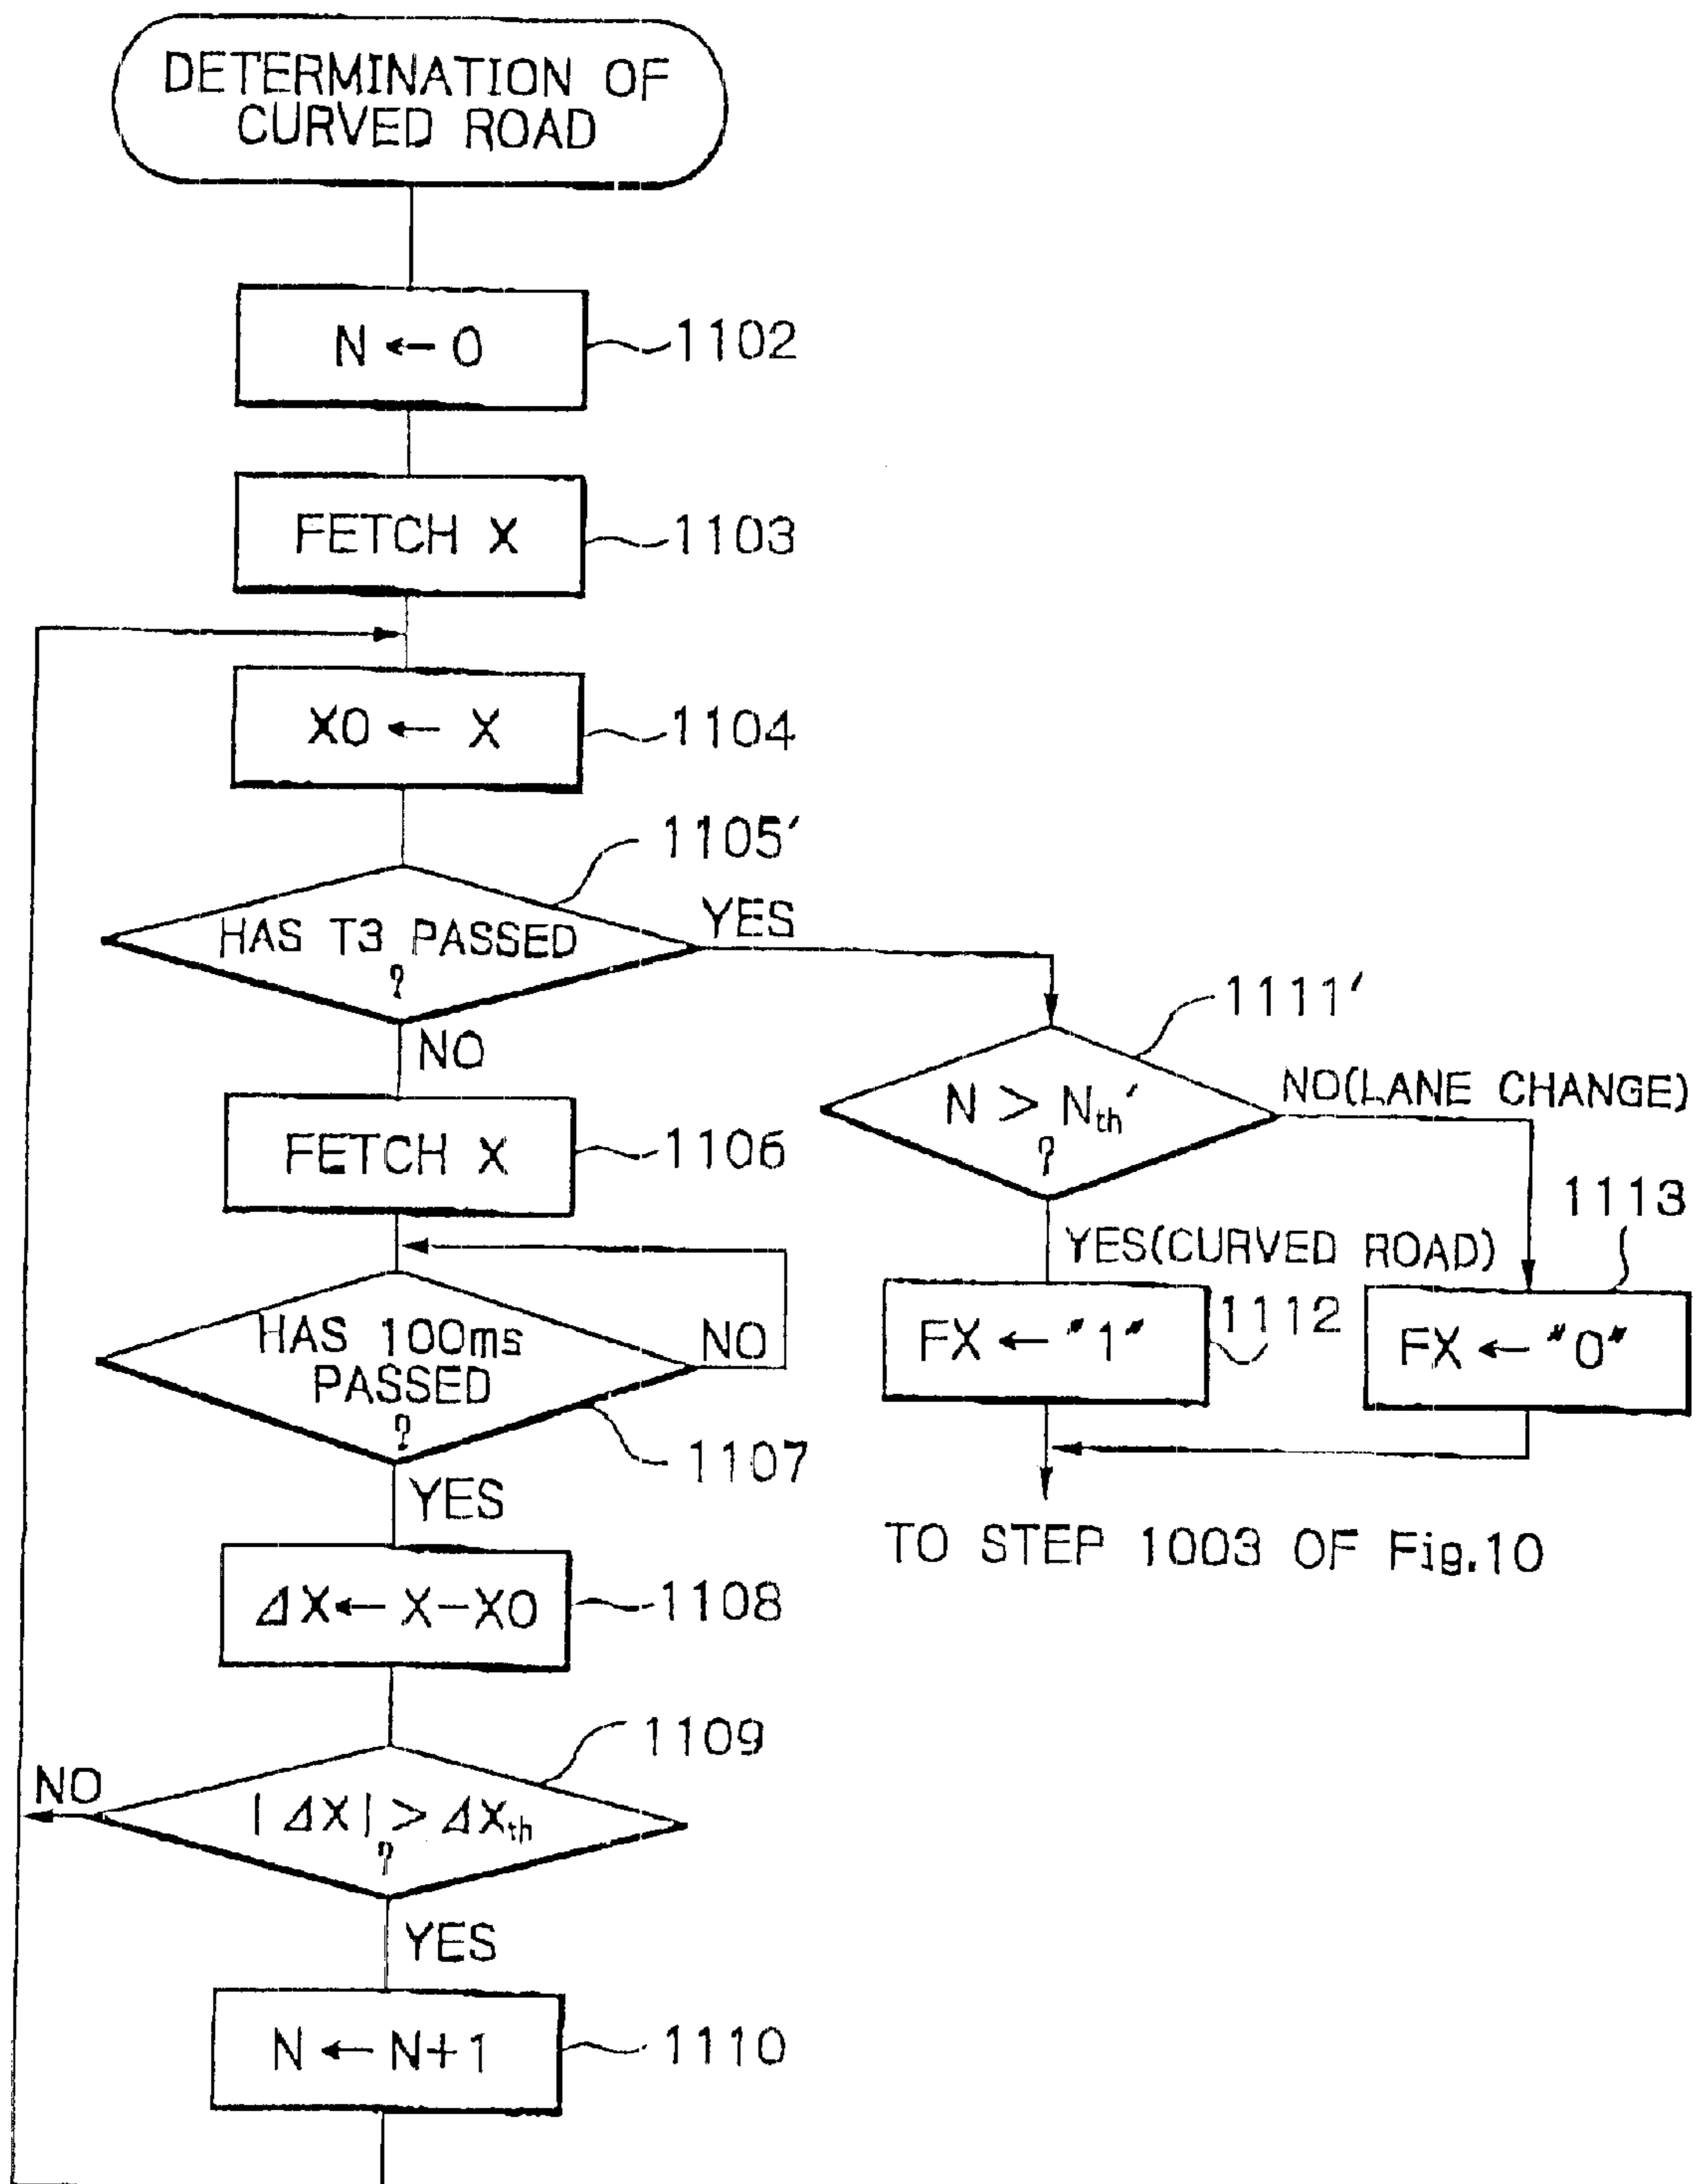 DETERMINATION OF
CURVED ROAD
N ← 0
1102
FETCH X
1103
X0 ← X
1104
1105'
HAS T3 PASSED
?
YES
NO
1111'
N > Nth'
?
NO(LANE CHANGE)
FETCH X
1106
1113
YES(CURVED ROAD)
FX ← "1"
1112
FX ← "0"
HAS 100ms
PASSED
?
NO
1107
YES
TO STEP 1003 OF Fig.10
ΔX ← X-X0
1108
1109
NO
|ΔX| > ΔXth
?
YES
N ← N+1
1110